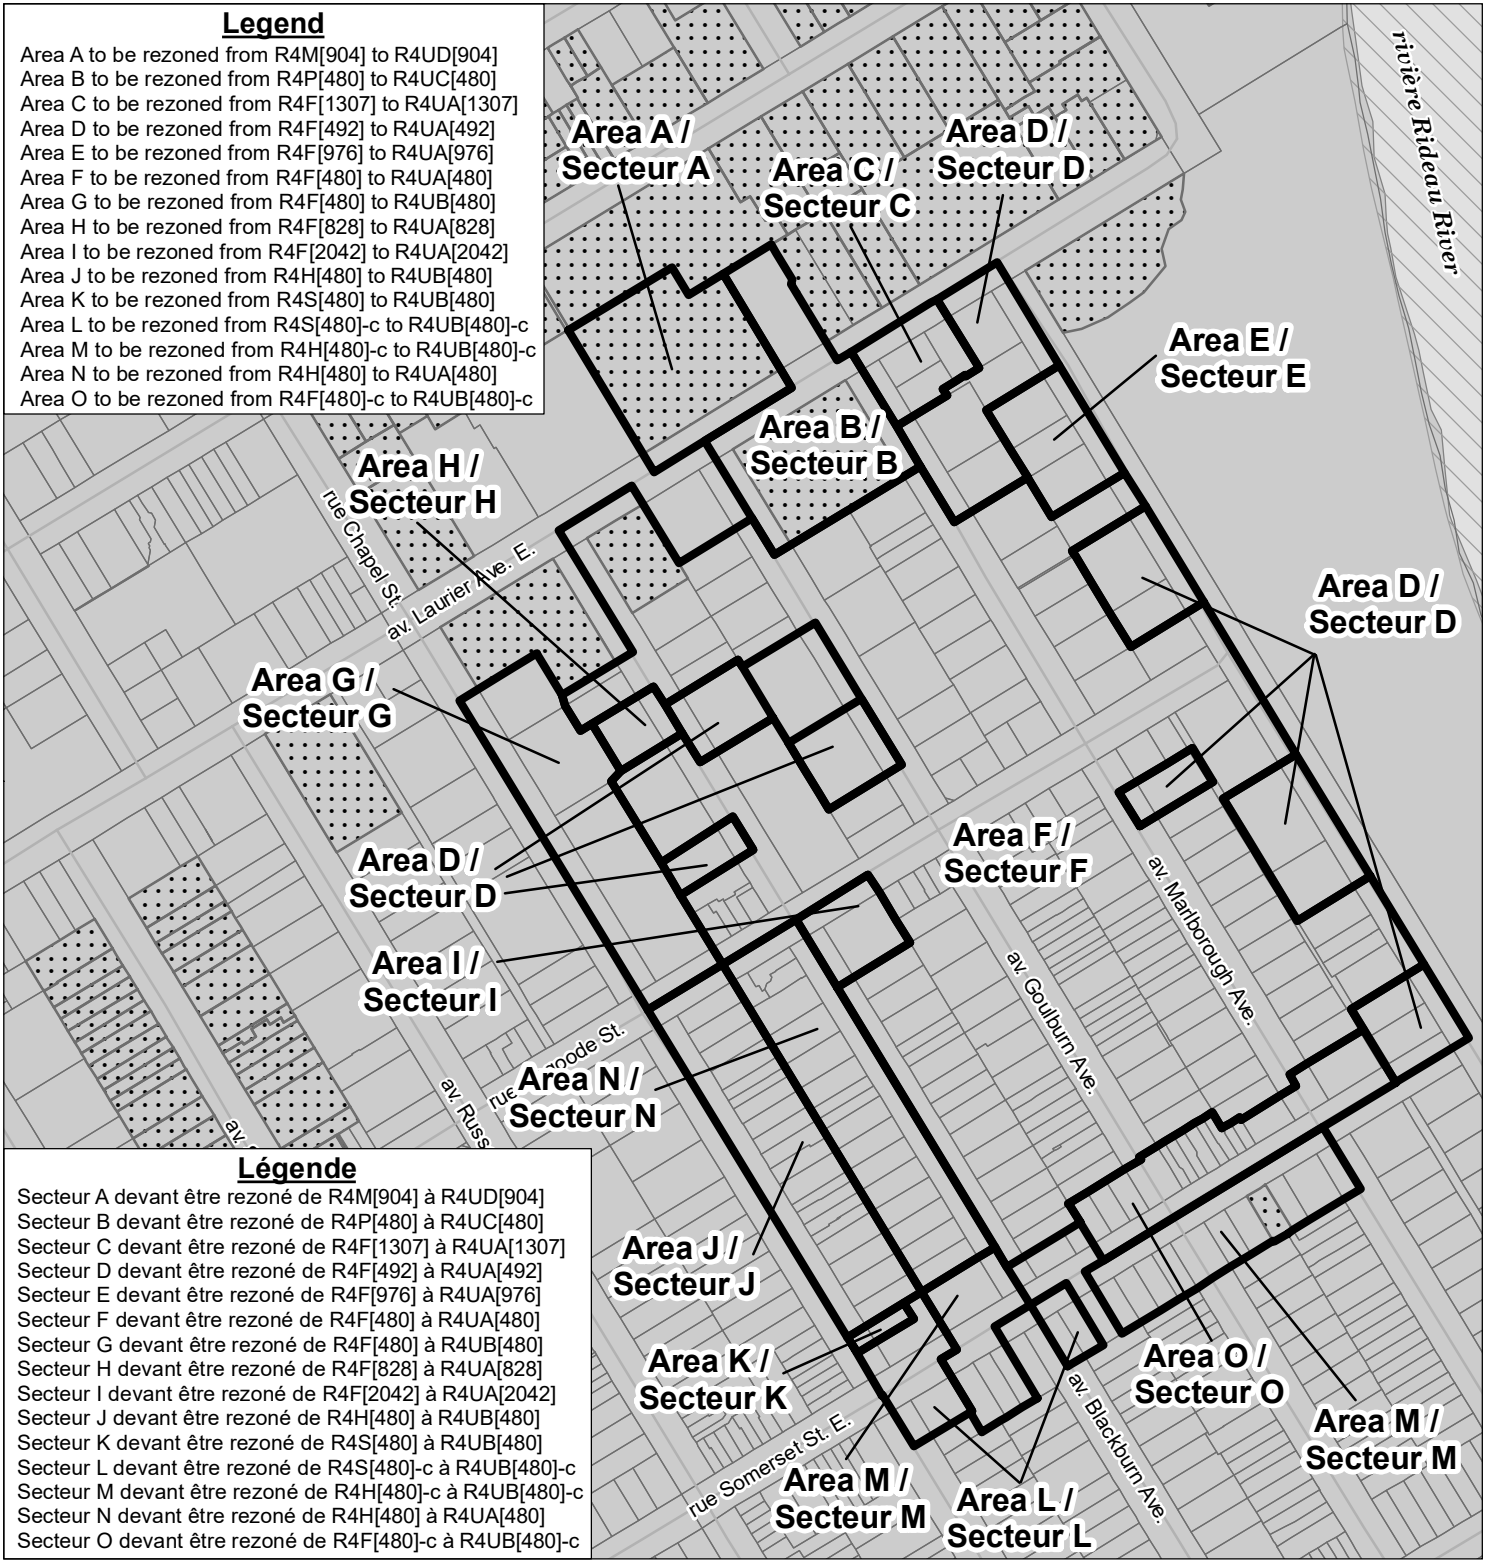 Legend
Area A to be rezoned from R4M[904] to R4UD[904]
Area B to be rezoned from R4P[480] to R4UC[480]
Area C to be rezoned from R4F[1307] to R4UA[1307]
Area D to be rezoned from R4F[492] to R4UA[492]
Area E to be rezoned from R4F[976] to R4UA[976]
Area F to be rezoned from R4F[480] to R4UA[480]
Area G to be rezoned from R4F[480] to R4UB[480]
Area H to be rezoned from R4F[828] to R4UA[828]
Area I to be rezoned from R4F[2042] to R4UA[2042]
Area J to be rezoned from R4H[480] to R4UB[480]
Area K to be rezoned from R4S[480] to R4UB[480]
Area L to be rezoned from R4S[480]-c to R4UB[480]-c
Area M to be rezoned from R4H[480]-c to R4UB[480]-c
Area N to be rezoned from R4H[480] to R4UA[480]
Area O to be rezoned from R4F[480]-c to R4UB[480]-c
rivière Rideau River
Area A /
Secteur A
Area C /
Secteur C
Area D /
Secteur D
Area E /
Secteur E
Area B /
Secteur B
Area H /
Secteur H
rue Chapel St.
av. Laurier Ave. E.
Area D /
Secteur D
Area G /
Secteur G
Area D /
Secteur D
Area F /
Secteur F
av. Marlborough Ave.
Area I /
Secteur I
av. Goulburn Ave.
rue oode St.
Area N /
Secteur N
av. Russ
av.
Area J /
Secteur J
Area K /
Secteur K
Area O /
Secteur O
Area M /
Secteur M
av. Blackburn Ave.
rue Somerset St. E.
Area M /
Secteur M
Area L /
Secteur L
Légende
Secteur A devant être rezoné de R4M[904] à R4UD[904]
Secteur B devant être rezoné de R4P[480] à R4UC[480]
Secteur C devant être rezoné de R4F[1307] à R4UA[1307]
Secteur D devant être rezoné de R4F[492] à R4UA[492]
Secteur E devant être rezoné de R4F[976] à R4UA[976]
Secteur F devant être rezoné de R4F[480] à R4UA[480]
Secteur G devant être rezoné de R4F[480] à R4UB[480]
Secteur H devant être rezoné de R4F[828] à R4UA[828]
Secteur I devant être rezoné de R4F[2042] à R4UA[2042]
Secteur J devant être rezoné de R4H[480] à R4UB[480]
Secteur K devant être rezoné de R4S[480] à R4UB[480]
Secteur L devant être rezoné de R4S[480]-c à R4UB[480]-c
Secteur M devant être rezoné de R4H[480]-c à R4UB[480]-c
Secteur N devant être rezoné de R4H[480] à R4UA[480]
Secteur O devant être rezoné de R4F[480]-c à R4UB[480]-c